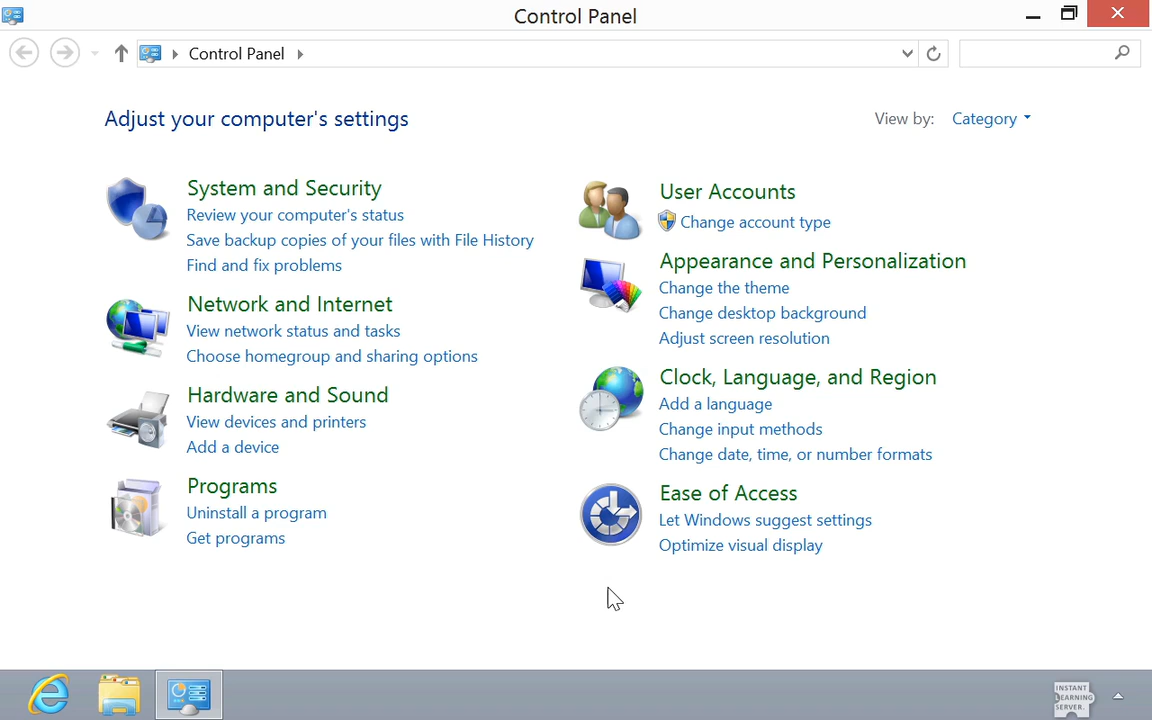 Control Panel
Control Panel
Adjust your computer's settings
View by: Category
System and Security
Review your computer's status
Save backup copies of your files with File History
Find and fix problems
Network and Internet
View network status and tasks
Choose homegroup and sharing options
Hardware and Sound
View devices and printers
Add a device
Programs
Uninstall a program
Get programs
User Accounts
Change account type
Appearance and Personalization
Change the theme
Change desktop background
Adjust screen resolution
Clock, Language, and Region
Add a language
Change input methods
Change date, time, or number formats
Ease of Access
Let Windows suggest settings
Optimize visual display
INSTANT
LEARNING
SERVER.